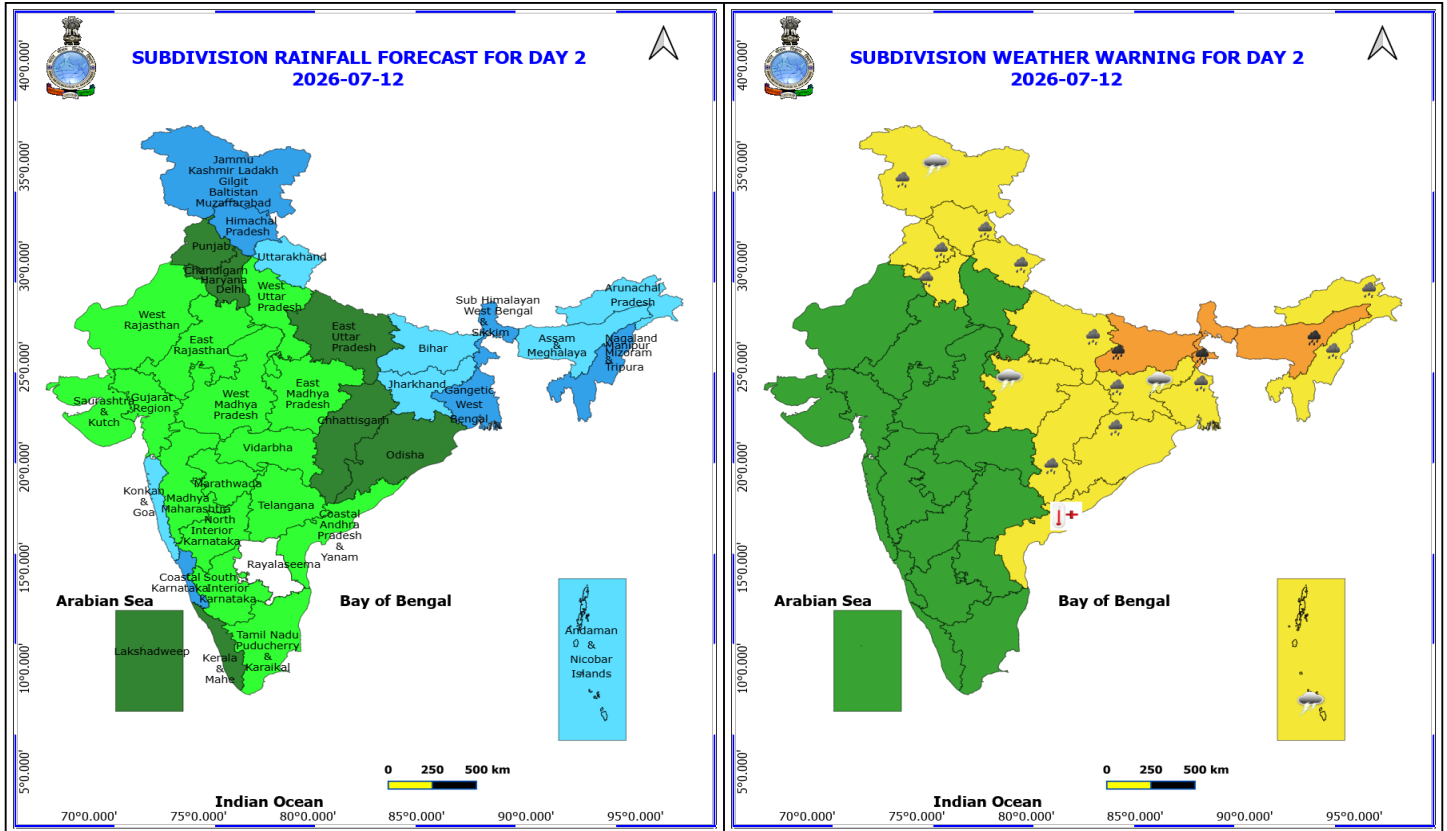 SUBDIVISION RAINFALL FORECAST FOR DAY 2
2026-07-12
40°0.000'
35°0.000'
30°0.000'
25°0.000'
20°0.000'
15°0.000'
10°0.000'
5°0.000'
Jammu
Kashmir Ladakh
Gilgit
Baltistan
Muzaffarabad
Himachal
Pradesh
Punjab
Uttarakhand
Chandigarh
Haryana
Delhi
West
Uttar
Pradesh
Arunachal
Pradesh
Sub Himalayan
West Bengal
&
Sikkim
West
Rajasthan
East
Uttar
Pradesh
East
Rajasthan
Bihar
Assam
&
Meghalaya
Nagaland
Manipur
Mizoram
&
Tripura
Jharkhand
East
Madhya
Pradesh
Gangetic
West
Bengal
Saurashtra
&
Kutch
Gujarat
Region
West
Madhya
Pradesh
Chhattisgarh
Vidarbha
Odisha
Konkan
&
Goa
Marathwada
Madhya
Maharashtra
Telangana
North
Interior
Karnataka
Coastal
Andhra
Pradesh
&
Yanam
Rayalaseema
Coastal
Karnataka
South
Interior
Karnataka
Arabian Sea
Bay of Bengal
Lakshadweep
Tamil Nadu
Puducherry
&
Karaikal
Kerala
&
Mahe
Andaman
&
Nicobar
Islands
0 250 500 km
Indian Ocean
70°0.000' 75°0.000' 80°0.000' 85°0.000' 90°0.000' 95°0.000'
SUBDIVISION WEATHER WARNING FOR DAY 2
2026-07-12
40°0.000'
35°0.000'
30°0.000'
25°0.000'
20°0.000'
15°0.000'
10°0.000'
5°0.000'
Arabian Sea
Bay of Bengal
0 250 500 km
Indian Ocean
70°0.000' 75°0.000' 80°0.000' 85°0.000' 90°0.000' 95°0.000'